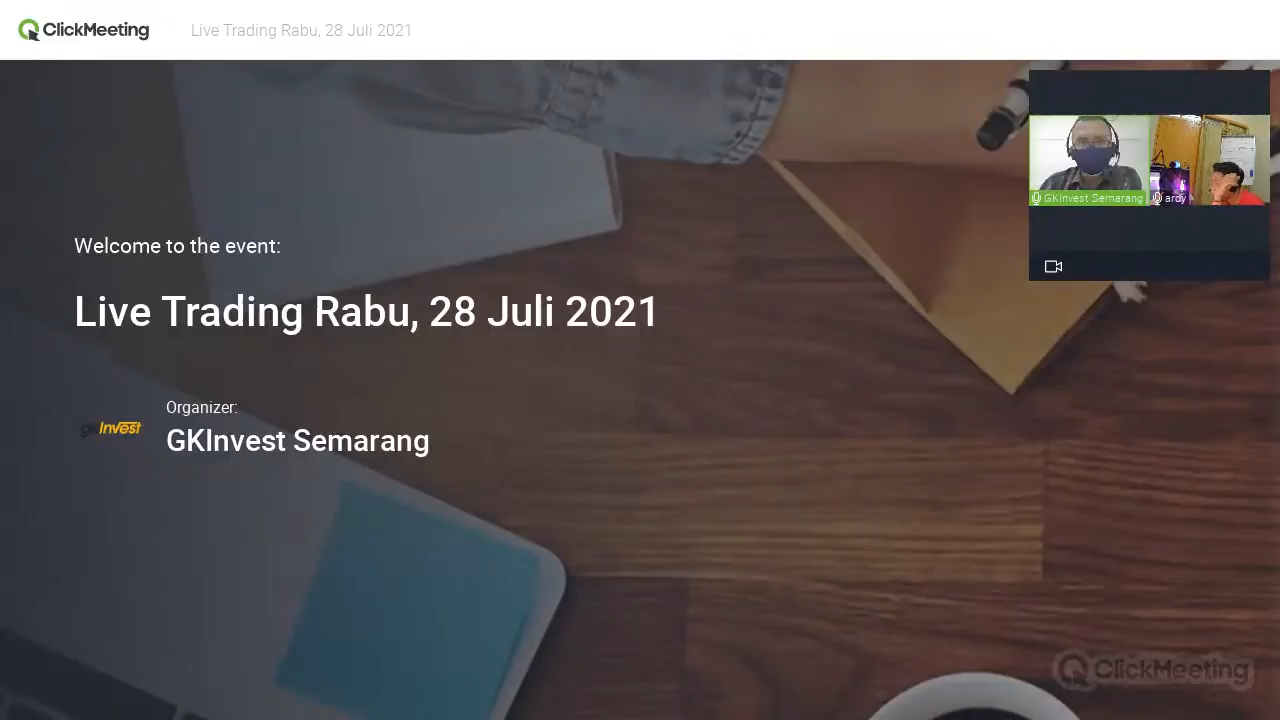 ClickMeeting
Live Trading Rabu, 28 Juli 2021
GKInvest Semarang
ardy
Welcome to the event:
Live Trading Rabu, 28 Juli 2021
Organizer:
gkInvest
GKInvest Semarang
ClickMeeting